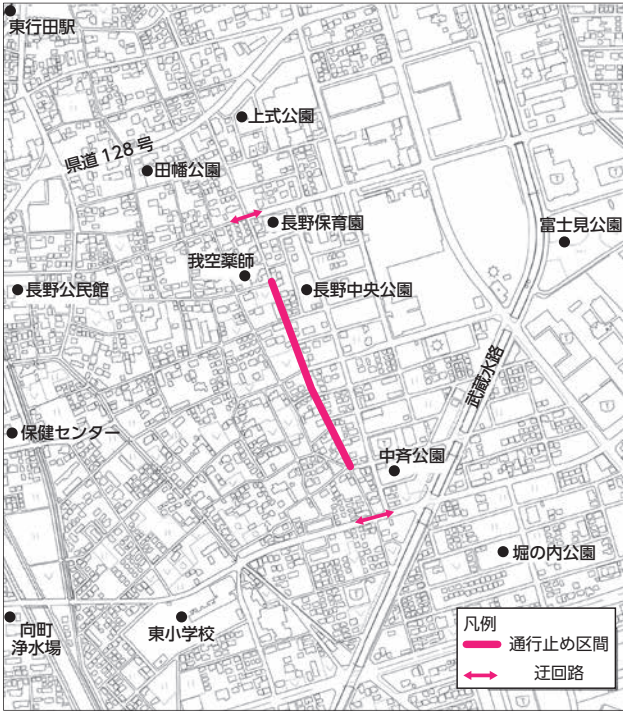 東行田駅
上式公園
県道 128 号
田幡公園
長野保育園
富士見公園
我空薬師
長野公民館
長野中央公園
武蔵水路
保健センター
中斉公園
堀の内公園
向町
浄水場
東小学校
凡例
通行止め区間
迂回路